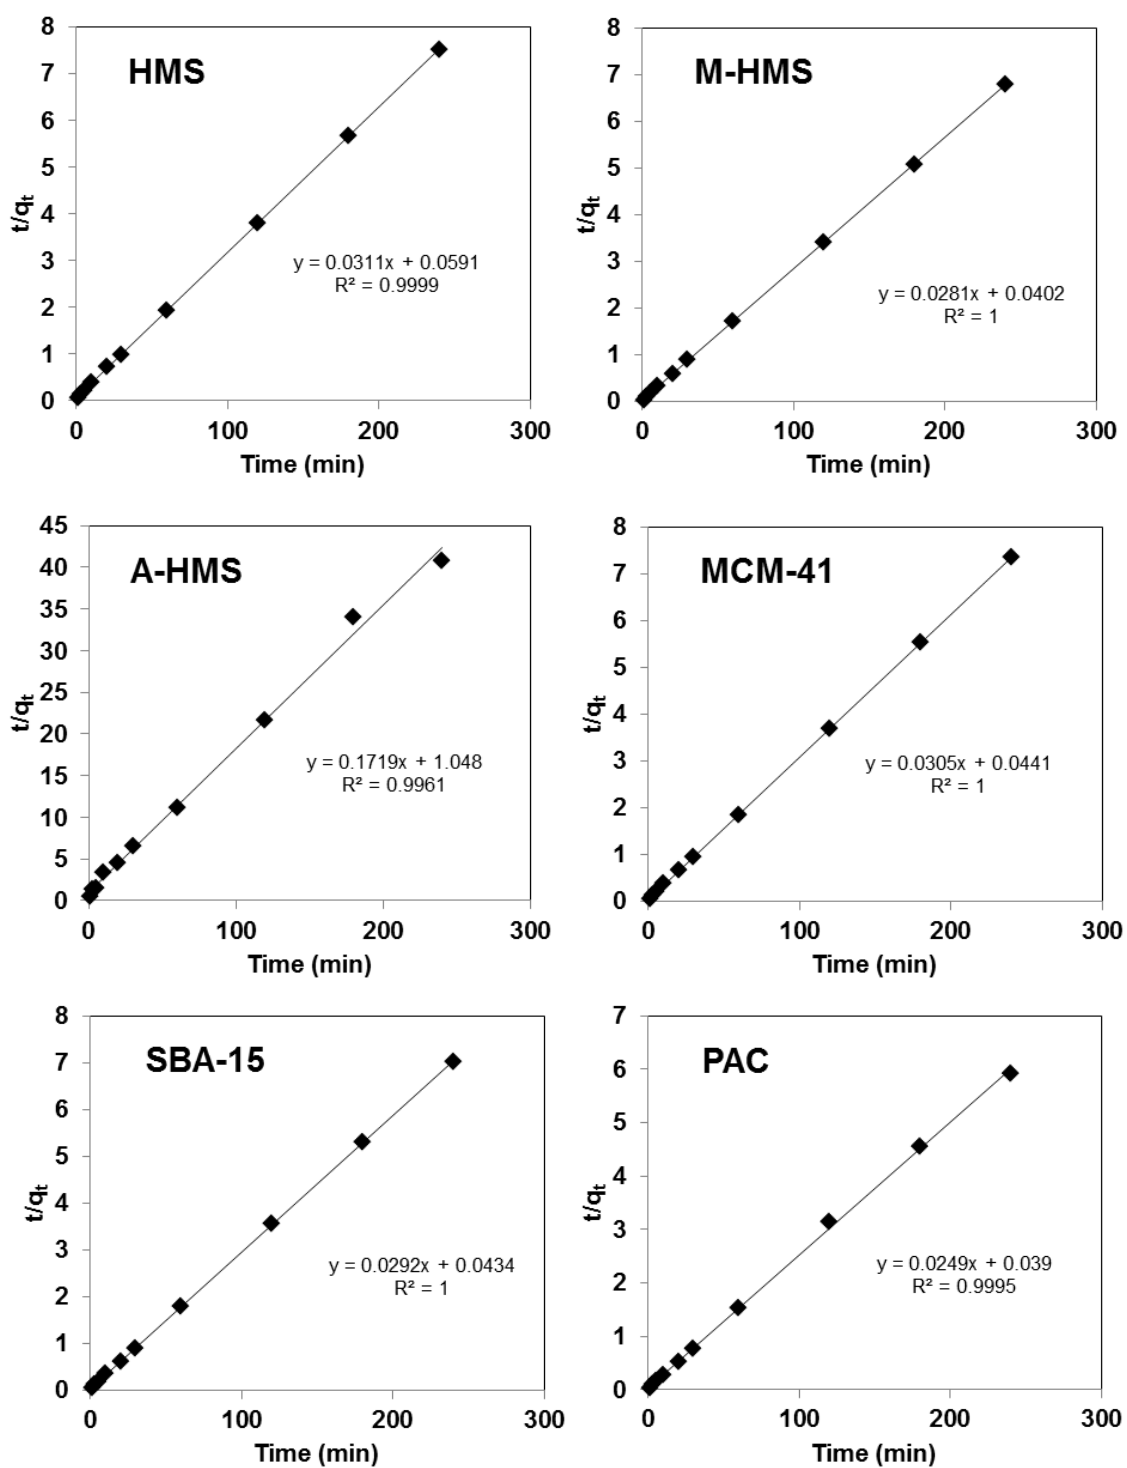 HMS
8
7
6
5
4
3
2
1
0
t/qt
y = 0.0311x + 0.0591
R² = 0.9999
0 100 200 300
Time (min)
M-HMS
8
7
6
5
4
3
2
1
0
t/qt
y = 0.0281x + 0.0402
R² = 1
0 100 200 300
Time (min)
A-HMS
45
40
35
30
25
20
15
10
5
0
t/qt
y = 0.1719x + 1.048
R² = 0.9961
0 100 200 300
Time (min)
MCM-41
8
7
6
5
4
3
2
1
0
t/qt
y = 0.0305x + 0.0441
R² = 1
0 100 200 300
Time (min)
SBA-15
8
7
6
5
4
3
2
1
0
t/qt
y = 0.0292x + 0.0434
R² = 1
0 100 200 300
Time (min)
PAC
7
6
5
4
3
2
1
0
t/qt
y = 0.0249x + 0.039
R² = 0.9995
0 100 200 300
Time (min)